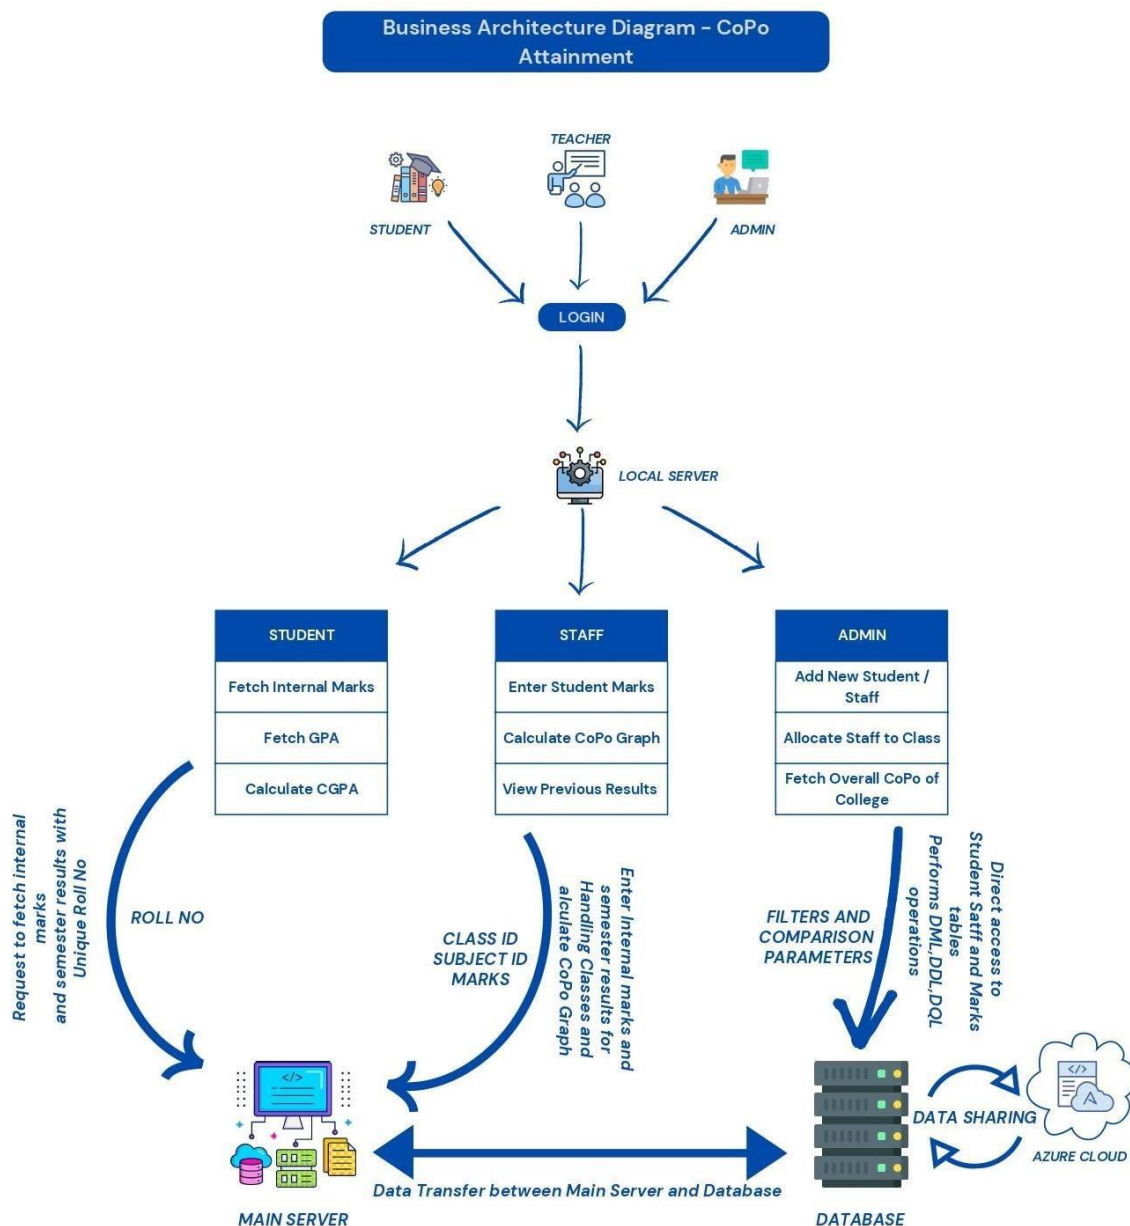 Business Architecture Diagram - CoPo
Attainment
TEACHER
STUDENT
ADMIN
LOGIN
LOCAL SERVER
STUDENT
Fetch Internal Marks
Fetch GPA
Calculate CGPA
STAFF
Enter Student Marks
Calculate CoPo Graph
View Previous Results
ADMIN
Add New Student /
Staff
Allocate Staff to Class
Fetch Overall CoPo of
College
Request to fetch internal
marks
and semester results with
Unique Roll No
ROLL NO
CLASS ID
SUBJECT ID
MARKS
Enter Internal marks and
semester results for
Handling Classes and
alculate CoPo Graph
FILTERS AND
COMPARISON
PARAMETERS
Direct access to
Student Satff and Marks
tables
Performs DML,DDL,DQL
operations
</>
</>
DATA SHARING
AZURE CLOUD
Data Transfer between Main Server and Database
MAIN SERVER
DATABASE